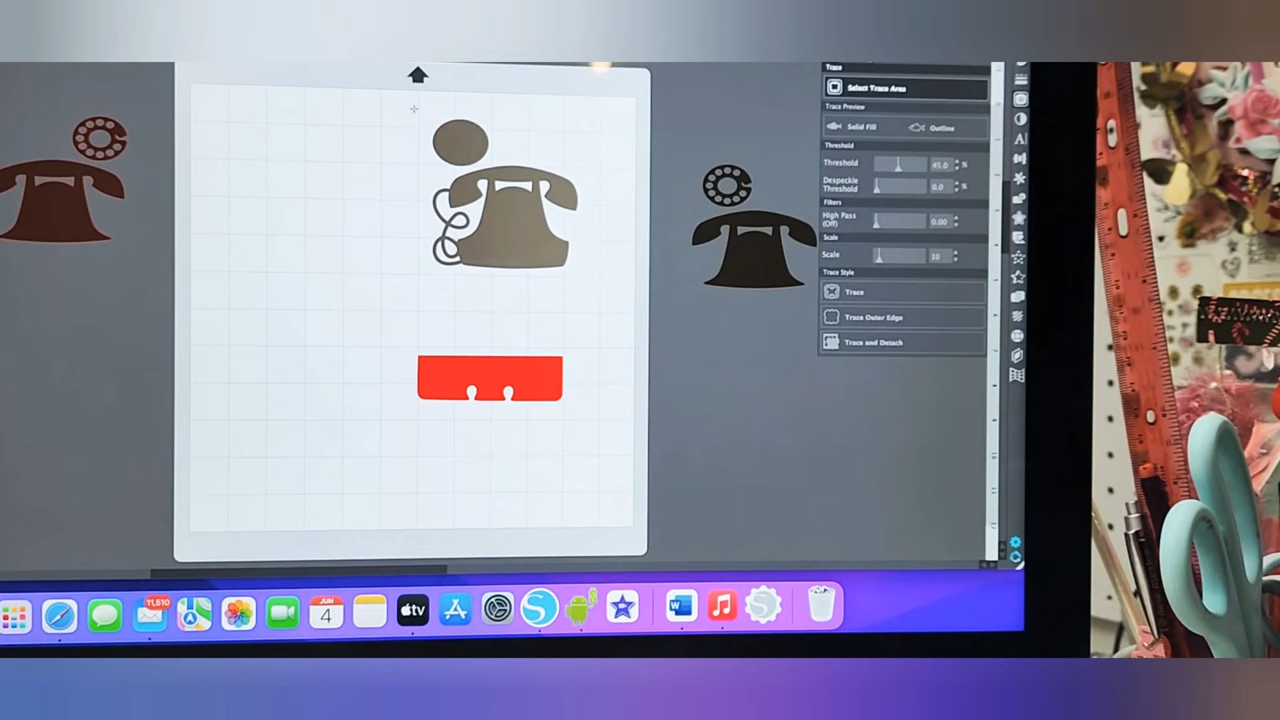 Trace
Select Trace Area
Trace Preview
Solid Fill
Outline
Threshold
Threshold 45.0 %
Despeckle
Threshold 0.0 %
Filters
High Pass
(Off) 0.00
Scale
Scale 10
Trace Style
Trace
Trace Outer Edge
Trace and Detach
11,510
JUN
4
tv
W